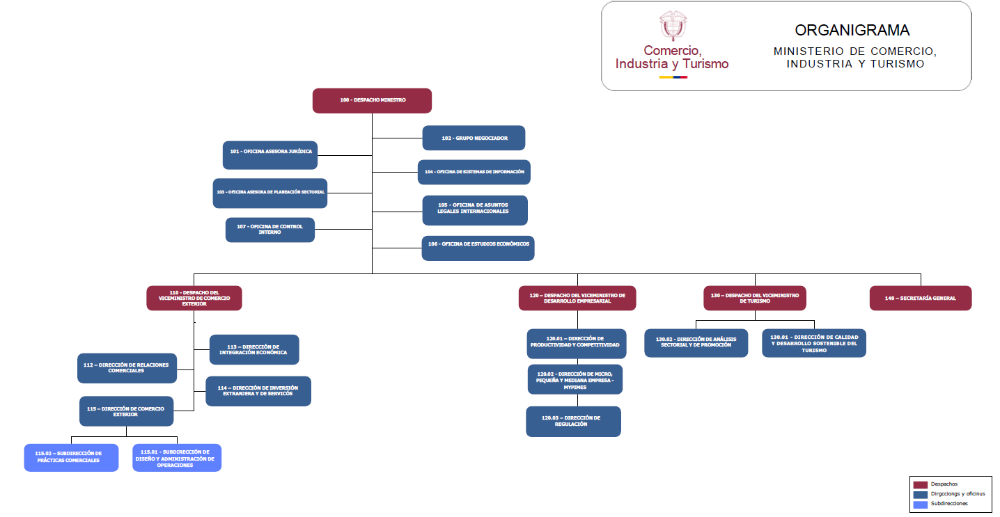 Comercio,
Industria y Turismo
ORGANIGRAMA
MINISTERIO DE COMERCIO,
INDUSTRIA Y TURISMO
100 - DESPACHO MINISTRO
102 - GRUPO NEGOCIADOR
101 - OFICINA ASESORA JURÍDICA
104 - OFICINA DE SISTEMAS DE INFORMACIÓN
103 - OFICINA ASESORA DE PLANEACIÓN SECTORIAL
105 - OFICINA DE ASUNTOS
LEGALES INTERNACIONALES
107 - OFICINA DE CONTROL
INTERNO
106 - OFICINA DE ESTUDIOS ECONÓMICOS
110 - DESPACHO DEL
VICEMINISTRO DE COMERCIO
EXTERIOR
120 – DESPACHO DEL VICEMINISTRO DE
DESARROLLO EMPRESARIAL
130 – DESPACHO DEL VICEMINISTRO
DE TURISMO
140 – SECRETARÍA GENERAL
113 – DIRECCIÓN DE
INTEGRACIÓN ECONÓMICA
112 – DIRECCIÓN DE RELACIONES
COMERCIALES
114 – DIRECCIÓN DE INVERSIÓN
EXTRANJERA Y DE SERVICÓS
115 – DIRECCIÓN DE COMERCIO
EXTERIOR
115.02 – SUBDIRECCIÓN DE
PRÁCTICAS COMERCIALES
115.01 - SUBDIRECCIÓN DE
DISEÑO Y ADMINISTRACIÓN DE
OPERACIONES
120.01 – DIRECCIÓN DE
PRODUCTIVIDAD Y COMPETITIVIDAD
120.02 - DIRECCIÓN DE MICRO,
PEQUEÑA Y MEDIANA EMPRESA -
MYPIMES
120.03 – DIRECCIÓN DE
REGULACIÓN
130.02 - DIRECCIÓN DE ANÁLISIS
SECTORIAL Y DE PROMOCIÓN
130.01 - DIRECCIÓN DE CALIDAD
Y DESARROLLO SOSTENIBLE DEL
TURISMO
Despachos
Dirgcciongs y oficinus
Subdirecciones